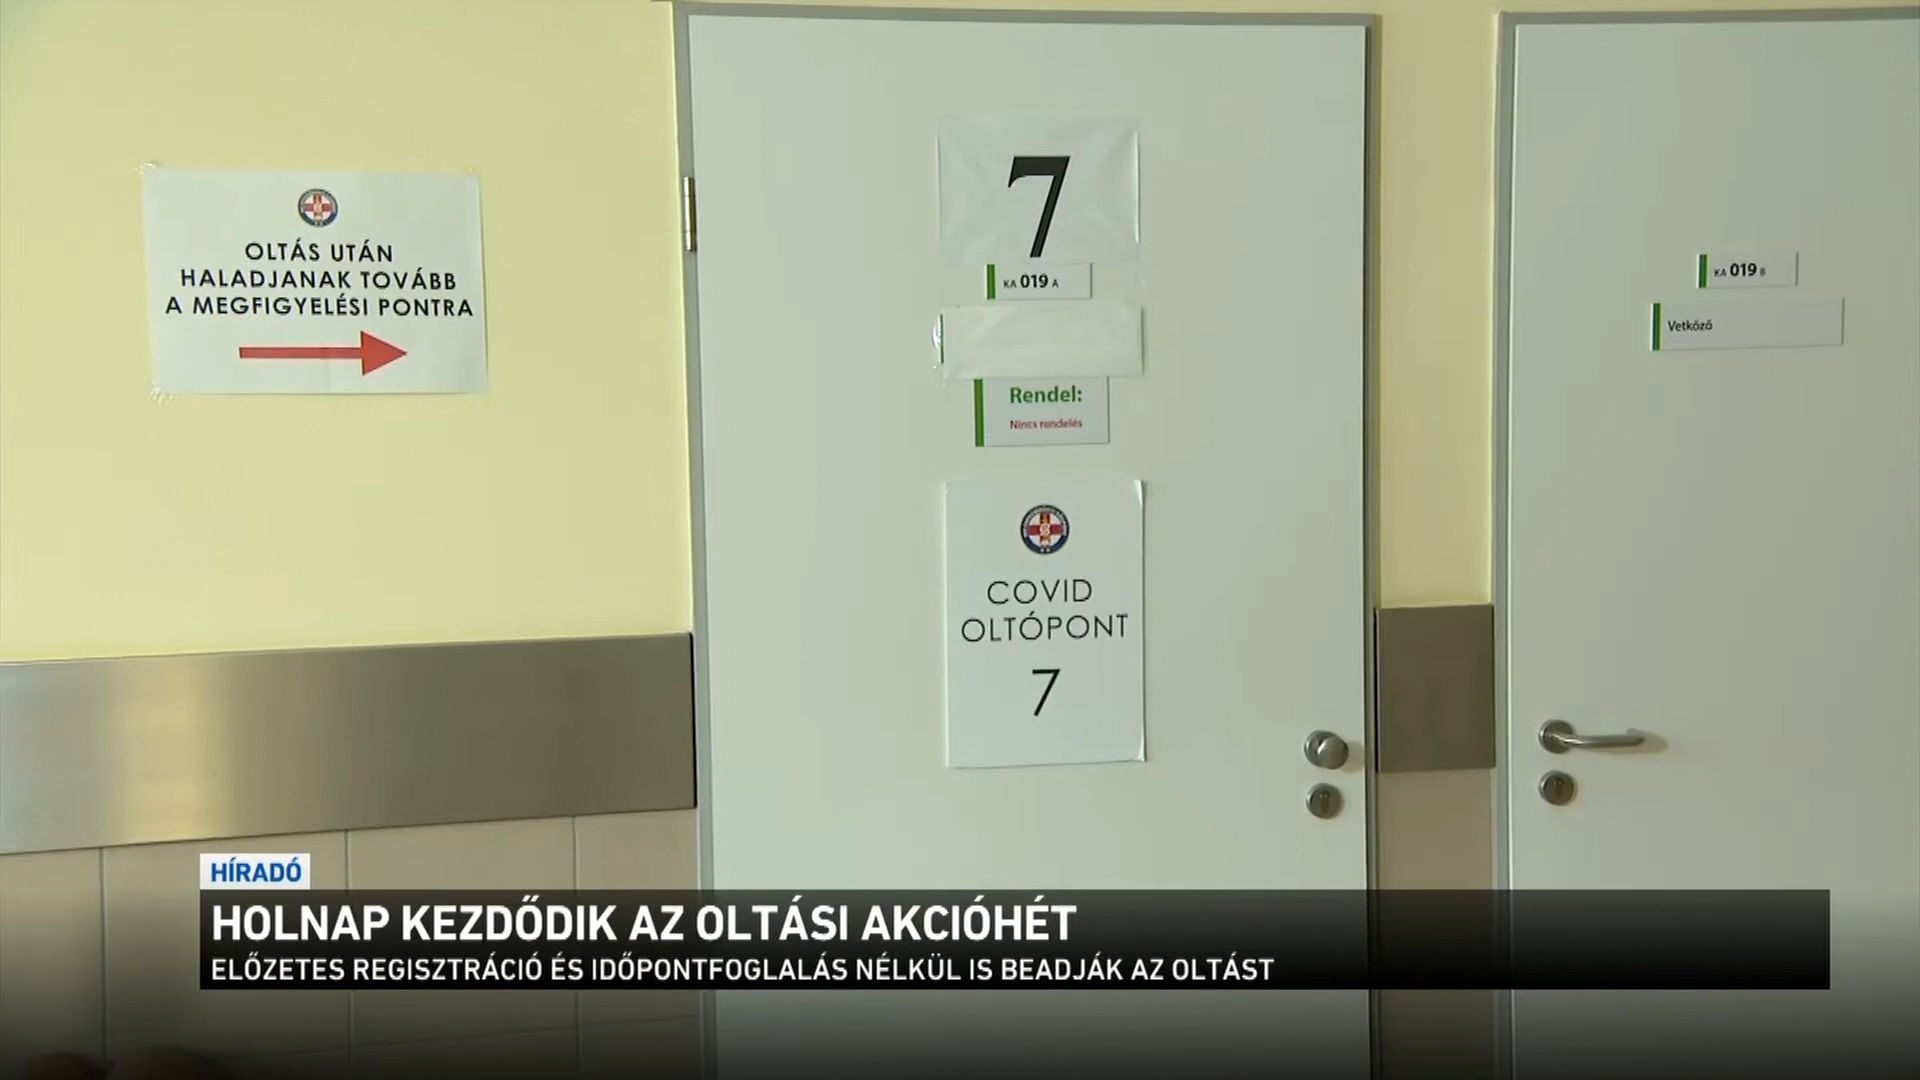 OLTÁS UTÁN
HALADJANAK TOVÁBB
A MEGFIGYELÉSI PONTRA
7
KA 019 A
Rendel:
Nincs rendelés
COVID
OLTÓPONT
7
KA 019 B
Vetkőző
HÍRADÓ
HOLNAP KEZDŐDIK AZ OLTÁSI AKCIÓHÉT
ELŐZETES REGISZTRÁCIÓ ÉS IDŐPONTFOGLALÁS NÉLKÜL IS BEADJÁK AZ OLTÁST